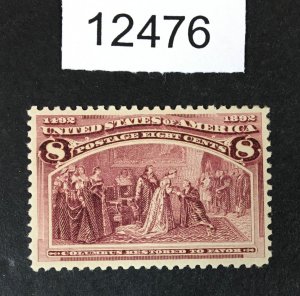 12476
1492 1892
UNITED STATES OF AMERICA
POSTAGE EIGHT CENTS
8 8
COLUMBUS RESTORED TO FAVOR